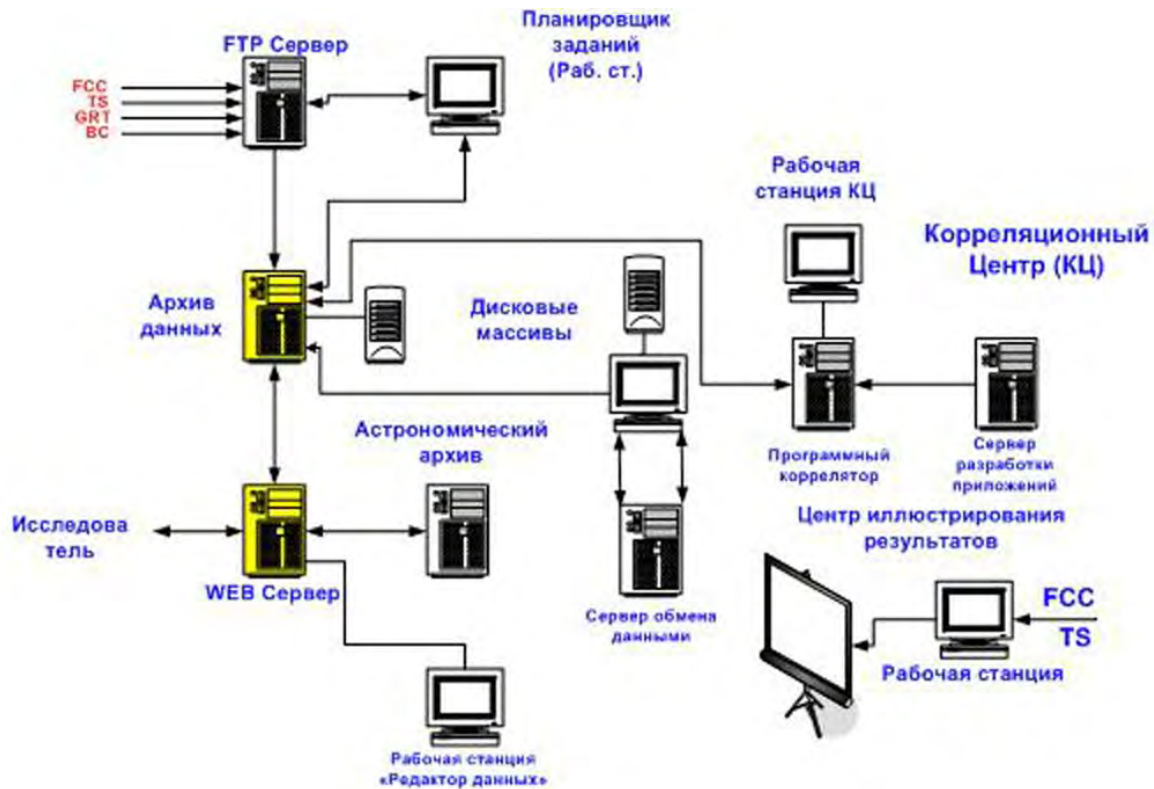 Планировщик
заданий
(Раб. ст.)
FTP Сервер
FCC
TS
GRT
BC
Рабочая
станция КЦ
Корреляционный
Центр (КЦ)
Архив
данных
Дисковые
массивы
Программный
коррелятор
Сервер
разработки
приложений
Астрономический
архив
Исследова
тель
WEB Сервер
Сервер обмена
данными
Центр иллюстрирования
результатов
FCC
TS
Рабочая станция
Рабочая станция
«Редактор данных»